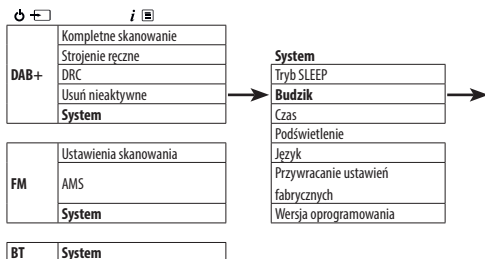 i
Kompletne skanowanie
Strojenie ręczne
DAB+
DRC
Usuń nieaktywne
System
Ustawienia skanowania
FM
AMS
System
BT
System
System
Tryb SLEEP
Budzik
Czas
Podświetlenie
Język
Przywracanie ustawień
fabrycznych
Wersja oprogramowania